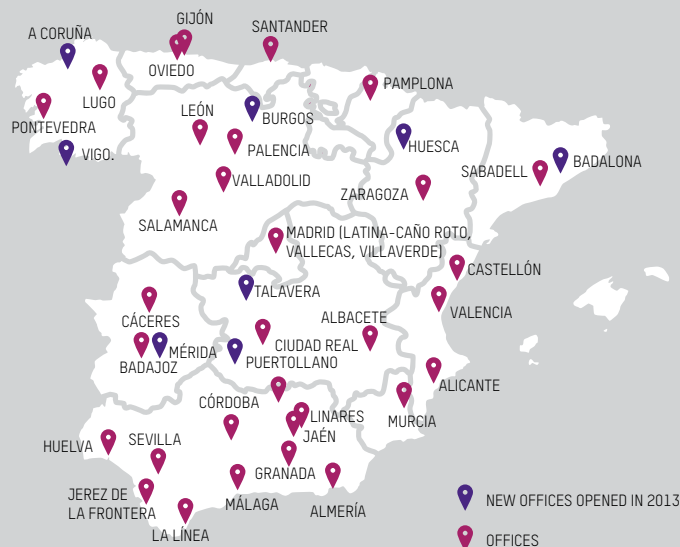 GIJÓN
SANTANDER
A CORUÑA
OVIEDO
PAMPLONA
LUGO
LEÓN
PONTEVEDRA
BURGOS
HUESCA
VIGO.
PALENCIA
BADALONA
SABADELL
VALLADOLID
ZARAGOZA
SALAMANCA
MADRID (LATINA-CAÑO ROTO,
VALLECAS, VILLAVERDE)
CASTELLÓN
TALAVERA
VALENCIA
CÁCERES
ALBACETE
CIUDAD REAL
MÉRIDA
PUERTOLLANO
BADAJOZ
ALICANTE
CÓRDOBA
LINARES
MURCIA
JAÉN
HUELVA
SEVILLA
GRANADA
JEREZ DE
LA FRONTERA
MÁLAGA
ALMERÍA
LA LÍNEA
NEW OFFICES OPENED IN 2013
OFFICES